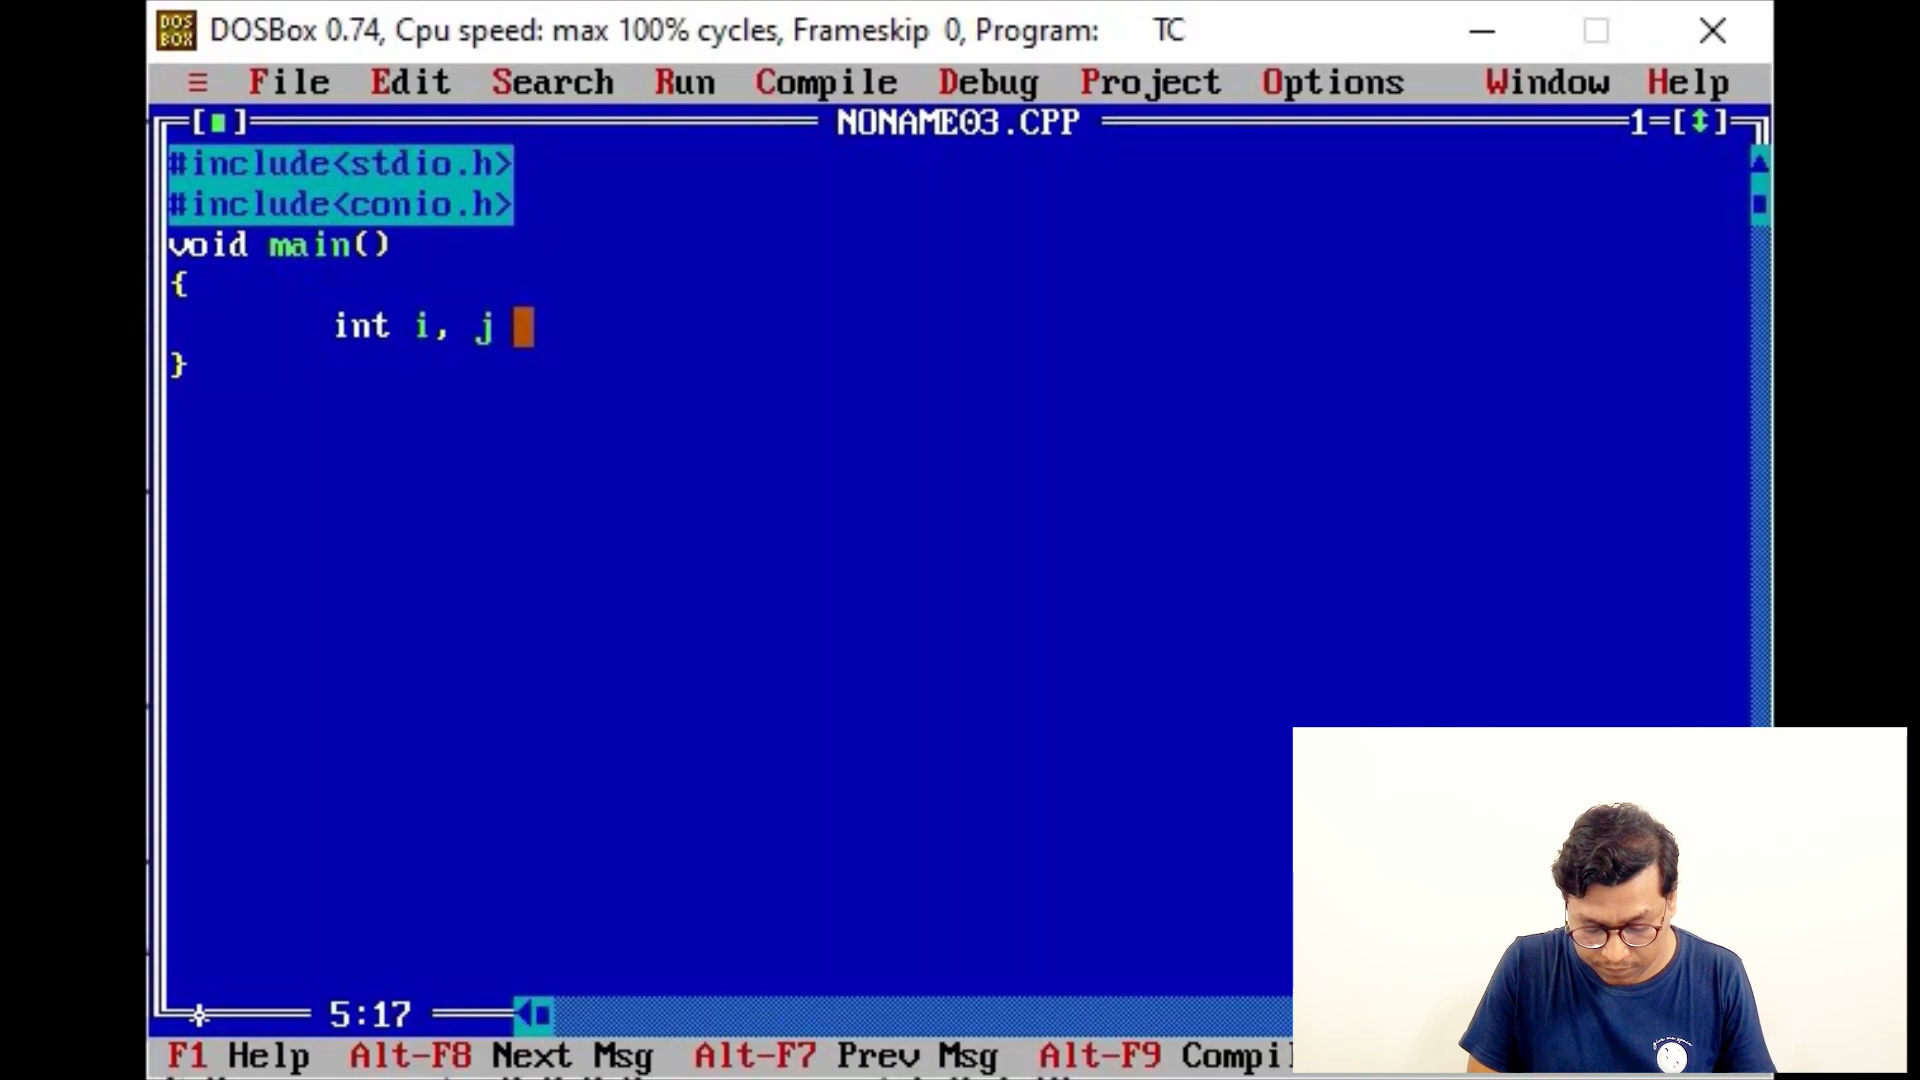 DOS BOX DOSBox 0.74, Cpu speed: max 100% cycles, Frameskip 0, Program: TC
File Edit Search Run Compile Debug Project Options Window Help
NONAME03.CPP 1
#include<stdio.h>
#include<conio.h>
void main()
{
int i, j
}
5:17
F1 Help Alt-F8 Next Msg Alt-F7 Prev Msg Alt-F9 Compil